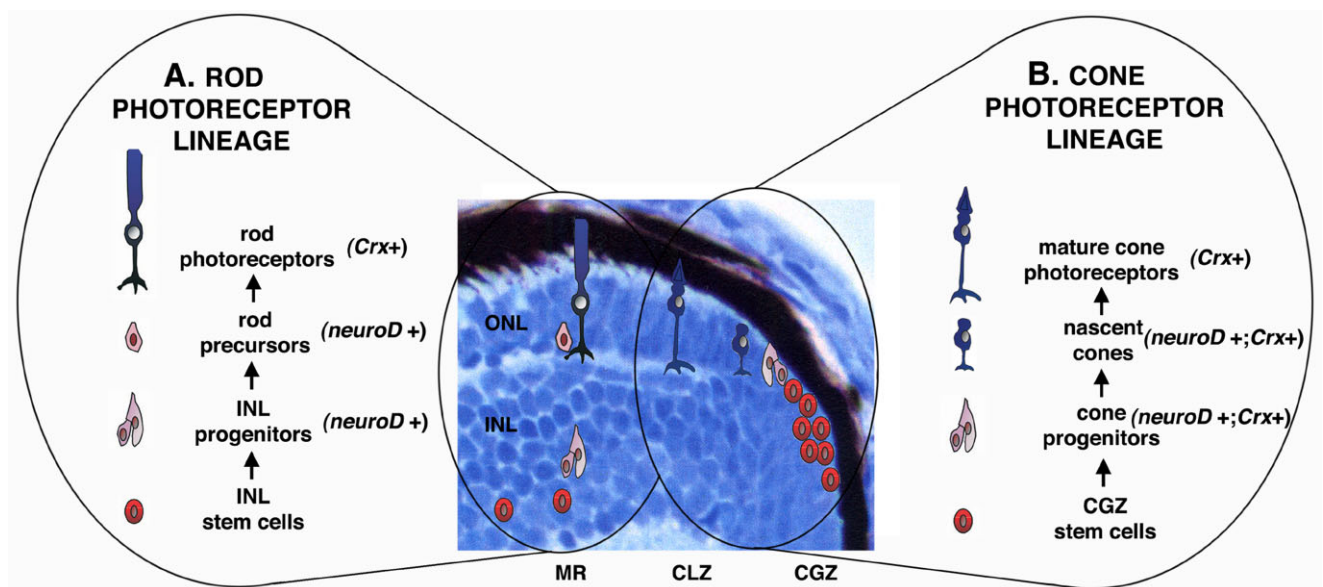 A. ROD
PHOTORECEPTOR
LINEAGE
rod
photoreceptors (Crx+)
rod
precursors (neuroD +)
INL
progenitors (neuroD +)
INL
stem cells
ONL
INL
MR CLZ CGZ
B. CONE
PHOTORECEPTOR
LINEAGE
mature cone
photoreceptors (Crx+)
nascent
cones (neuroD +;Crx+)
cone
progenitors (neuroD +;Crx+)
CGZ
stem cells